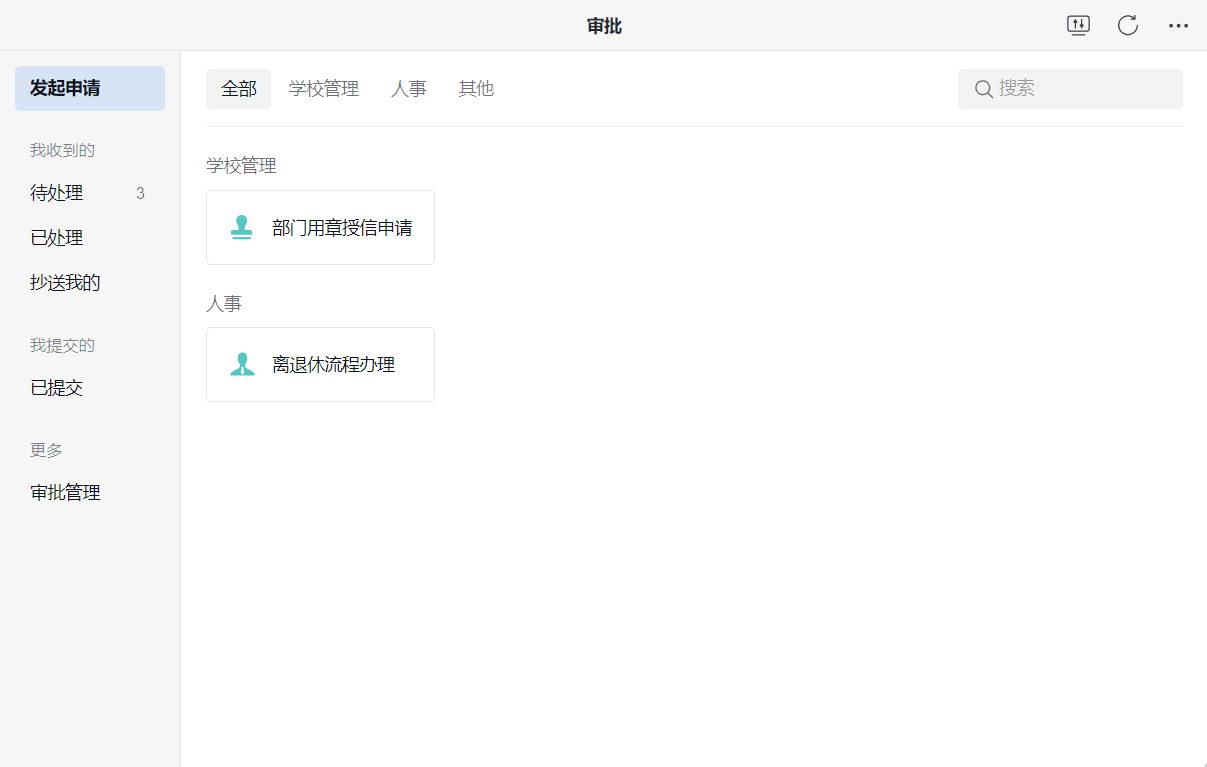 审批
发起申请
我收到的
待处理 3
已处理
抄送我的
我提交的
已提交
更多
审批管理
全部 学校管理 人事 其他 搜索
学校管理
部门用章授信申请
人事
离退休流程办理